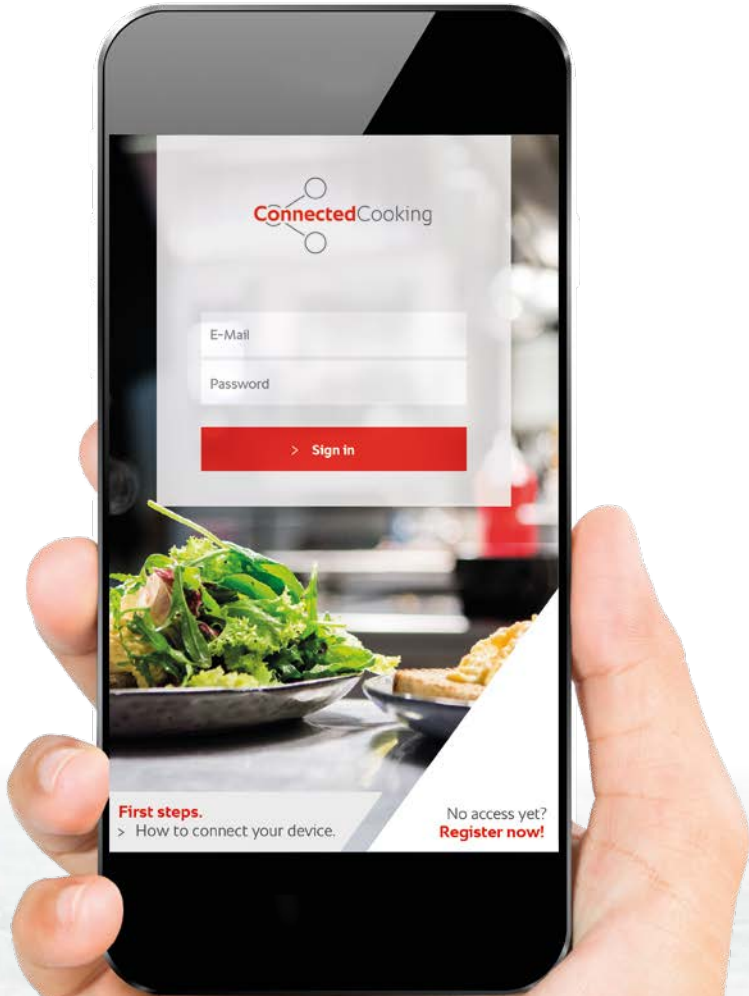 ConnectedCooking
E-Mail
Password
> Sign in
First steps.
> How to connect your device.
No access yet?
Register now!